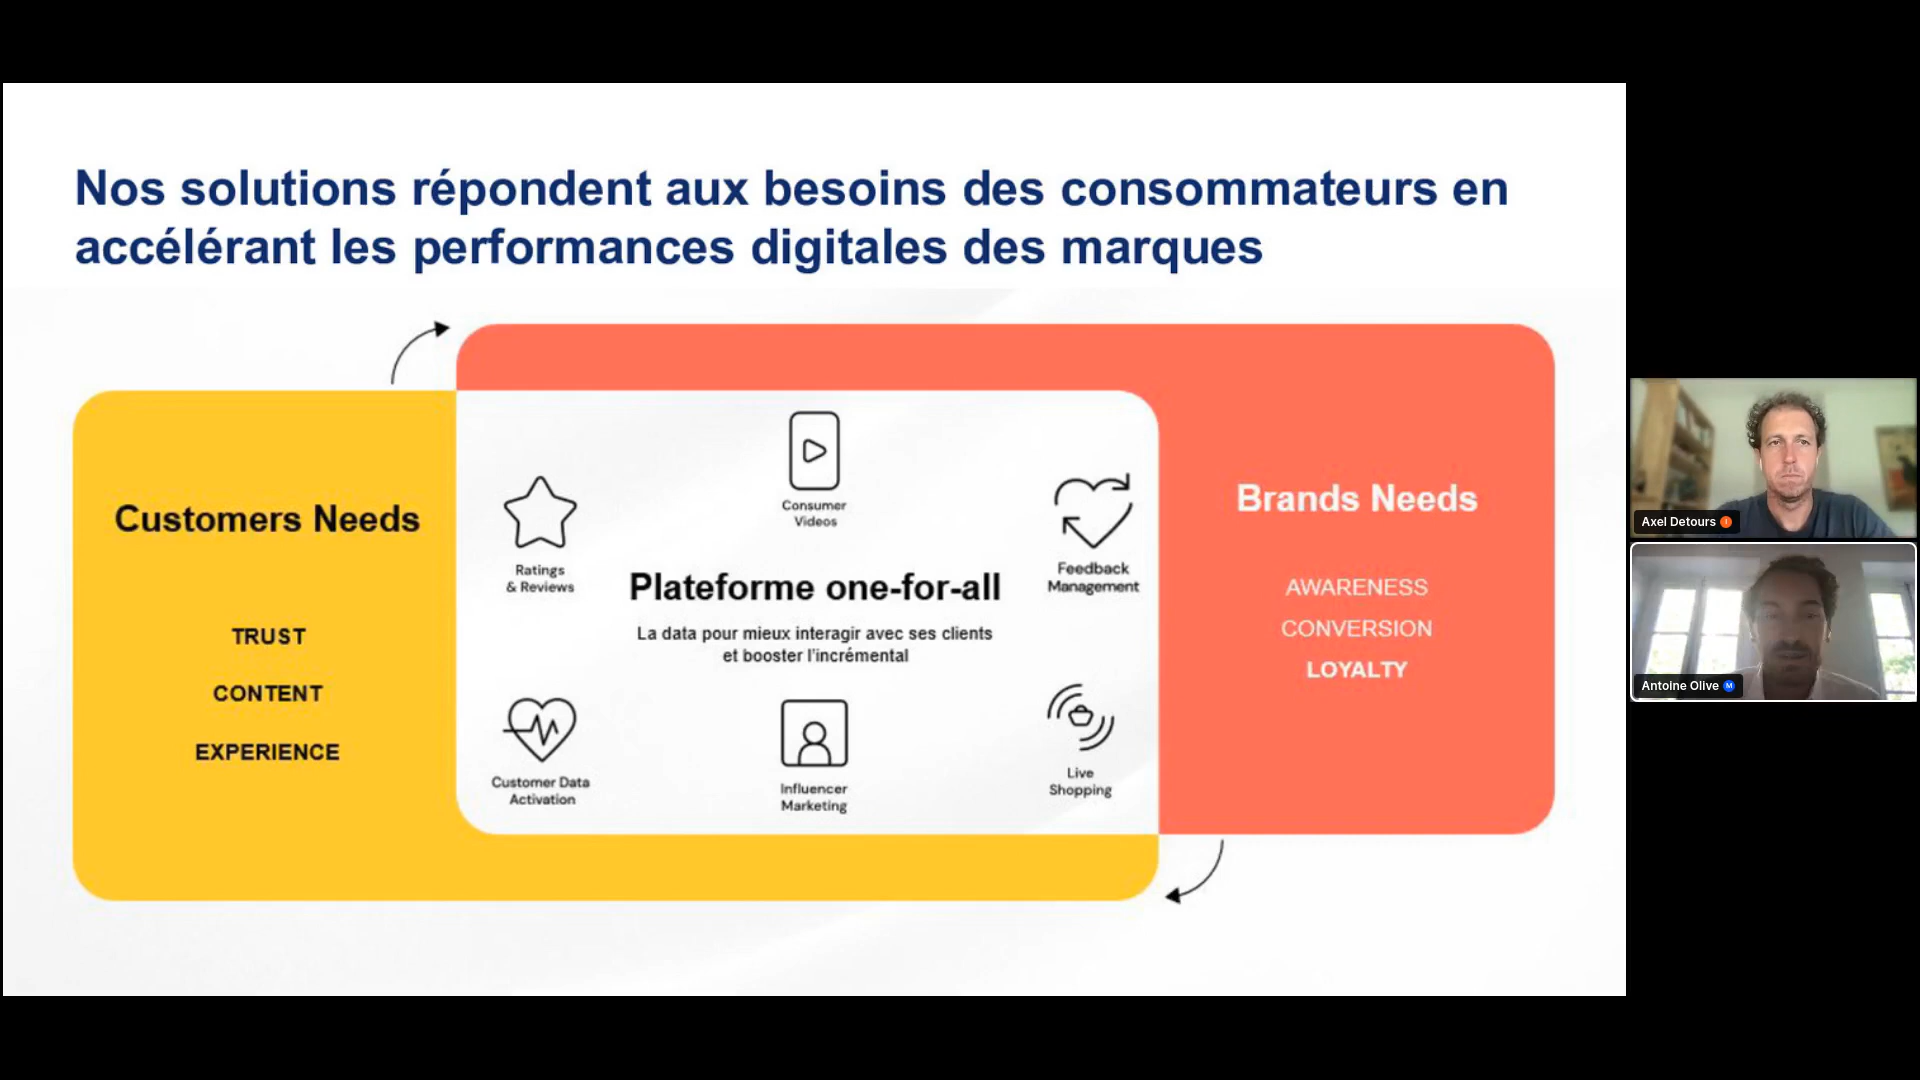 Nos solutions répondent aux besoins des consommateurs en
accélérant les performances digitales des marques
Customers Needs
TRUST
CONTENT
EXPERIENCE
Consumer
Videos
Ratings
& Reviews
Feedback
Management
Plateforme one-for-all
La data pour mieux interagir avec ses clients
et booster l'incrémental
Customer Data
Activation
Influencer
Marketing
Live
Shopping
Brands Needs
AWARENESS
CONVERSION
LOYALTY
Axel Detours I
Antoine Olive M